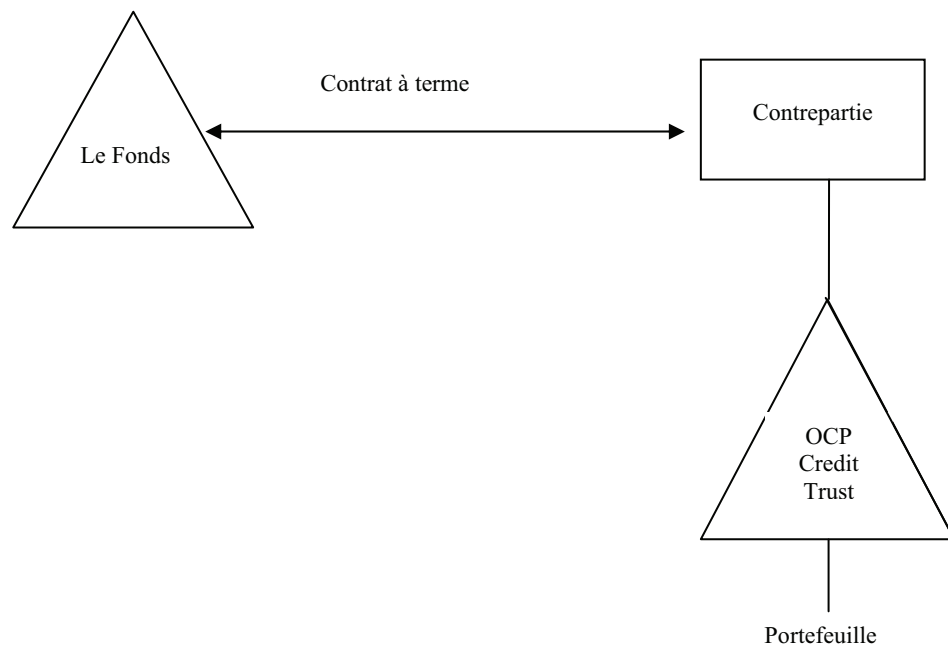 Contrat à terme
Contrepartie
Le Fonds
OCP
Credit
Trust
Portefeuille